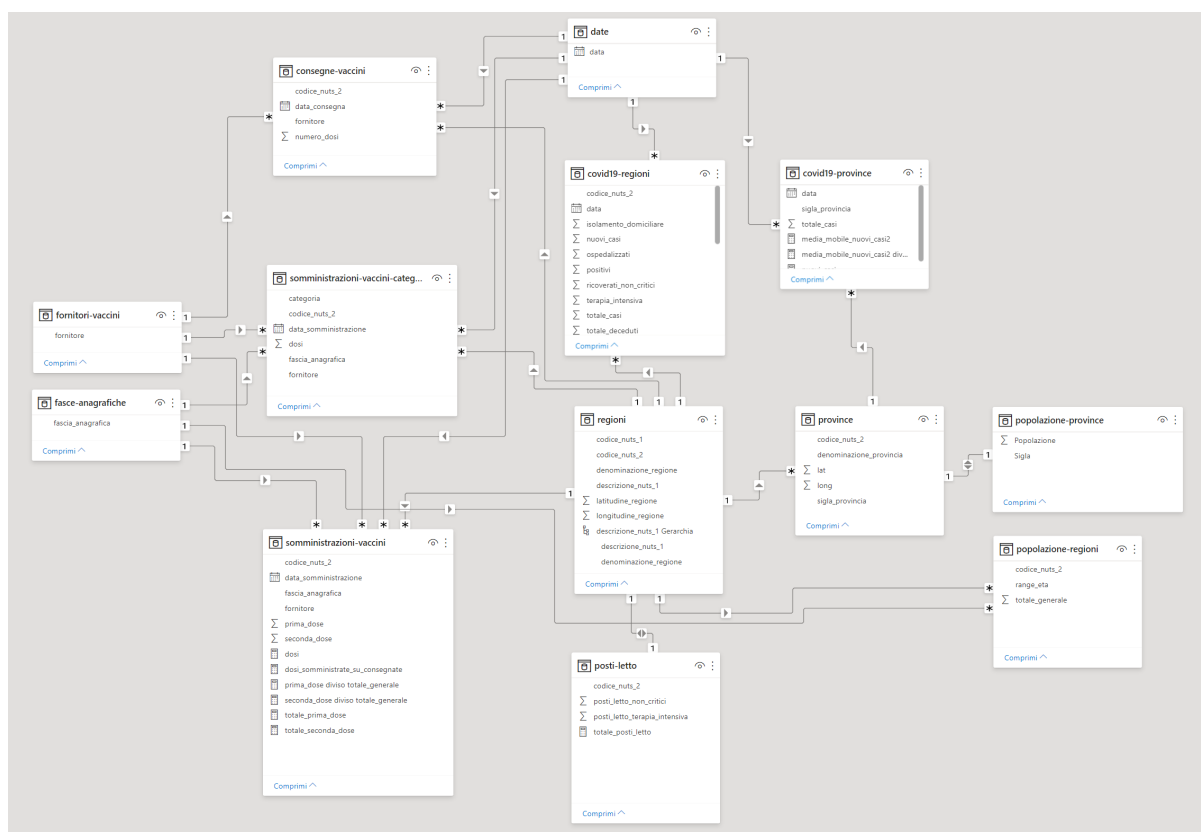 date
data
Comprimi
consegne-vaccini
codice_nuts_2
data_consegna
fornitore
numero_dosi
Comprimi
covid19-regioni
codice_nuts_2
data
isolamento_domiciliare
nuovi_casi
ospedalizzati
positivi
ricoverati_non_critici
terapia_intensiva
totale_casi
totale_deceduti
Comprimi
covid19-province
data
sigla_provincia
totale_casi
media_mobile_nuovi_casi2
media_mobile_nuovi_casi2 div...
Comprimi
somministrazioni-vaccini-categ...
categoria
codice_nuts_2
data_somministrazione
dosi
fascia_anagrafica
fornitore
Comprimi
fornitori-vaccini
fornitore
Comprimi
fasce-anagrafiche
fascia_anagrafica
Comprimi
regioni
codice_nuts_1
codice_nuts_2
denominazione_regione
descrizione_nuts_1
latitudine_regione
longitudine_regione
descrizione_nuts_1 Gerarchia
descrizione_nuts_1
denominazione_regione
Comprimi
province
codice_nuts_2
denominazione_provincia
lat
long
sigla_provincia
Comprimi
popolazione-province
Popolazione
Sigla
Comprimi
somministrazioni-vaccini
codice_nuts_2
data_somministrazione
fascia_anagrafica
fornitore
prima_dose
seconda_dose
dosi
dosi_somministrate_su_consegnate
prima_dose diviso totale_generale
seconda_dose diviso totale_generale
totale_prima_dose
totale_seconda_dose
Comprimi
popolazione-regioni
codice_nuts_2
range_eta
totale_generale
Comprimi
posti-letto
codice_nuts_2
posti_letto_non_critici
posti_letto_terapia_intensiva
totale_posti_letto
Comprimi